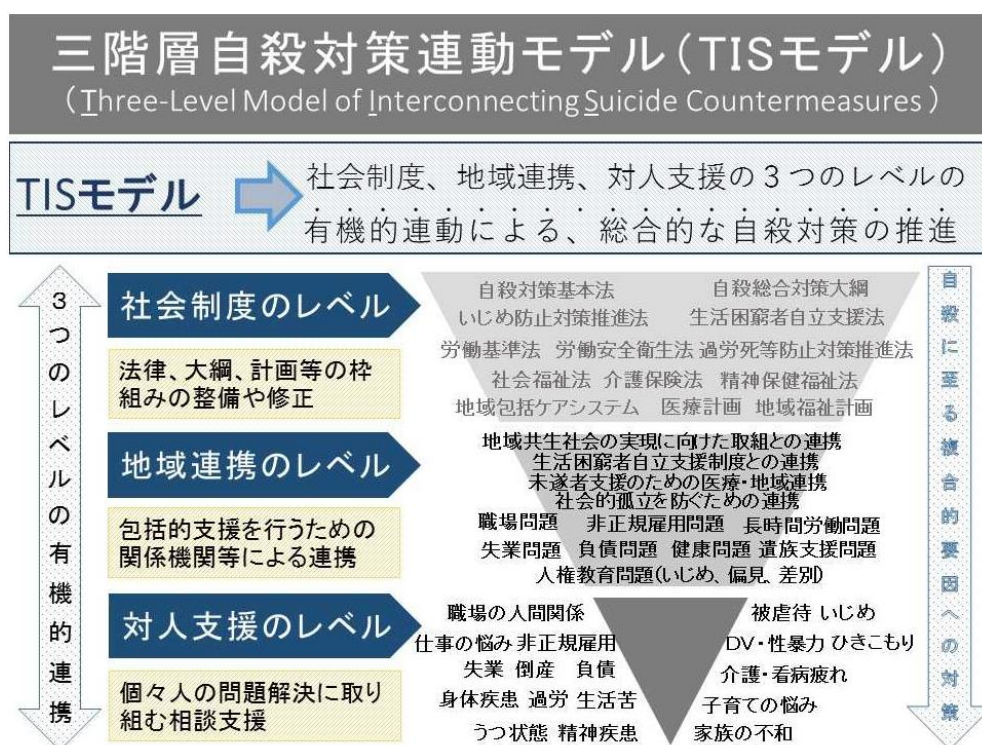 三階層自殺対策連動モデル（TISモデル）
（Three-Level Model of Interconnecting Suicide Countermeasures）
TISモデル
社会制度、地域連携、対人支援の３つのレベルの
有機的連動による、総合的な自殺対策の推進
３つのレベルの有機的連携
社会制度のレベル
法律、大綱、計画等の枠
組みの整備や修正
自殺対策基本法 自殺総合対策大綱
いじめ防止対策推進法 生活困窮者自立支援法
労働基準法 労働安全衛生法 過労死等防止対策推進法
社会福祉法 介護保険法 精神保健福祉法
地域包括ケアシステム 医療計画 地域福祉計画
地域連携のレベル
包括的支援を行うための
関係機関等による連携
地域共生社会の実現に向けた取組との連携
生活困窮者自立支援制度との連携
未遂者支援のための医療・地域連携
社会的孤立を防ぐための連携
職場問題 非正規雇用問題 長時間労働問題
失業問題 負債問題 健康問題 遺族支援問題
人権教育問題(いじめ、偏見、差別)
対人支援のレベル
個々人の問題解決に取り
組む相談支援
職場の人間関係 被虐待 いじめ
仕事の悩み 非正規雇用 DV・性暴力 ひきこもり
失業 倒産 負債 介護・看病疲れ
身体疾患 過労 生活苦 子育ての悩み
うつ状態 精神疾患 家族の不和
自殺に至る複合的要因への対策